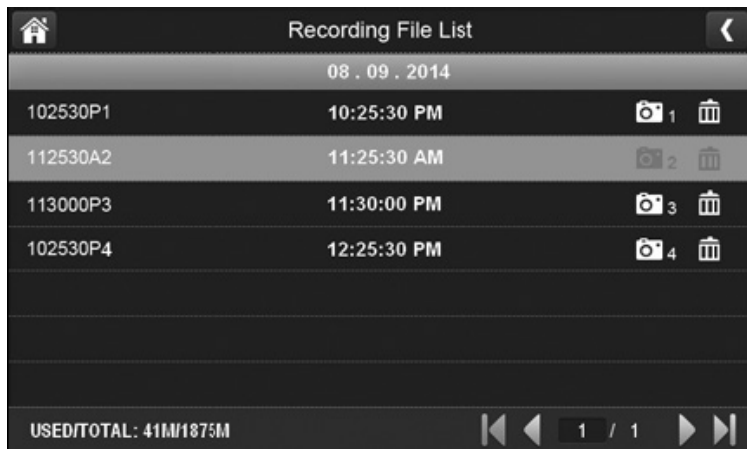 Recording File List
08 . 09 . 2014
102530P1 10:25:30 PM 1
112530A2 11:25:30 AM 2
113000P3 11:30:00 PM 3
102530P4 12:25:30 PM 4
USED/TOTAL: 41M/1875M 1 / 1